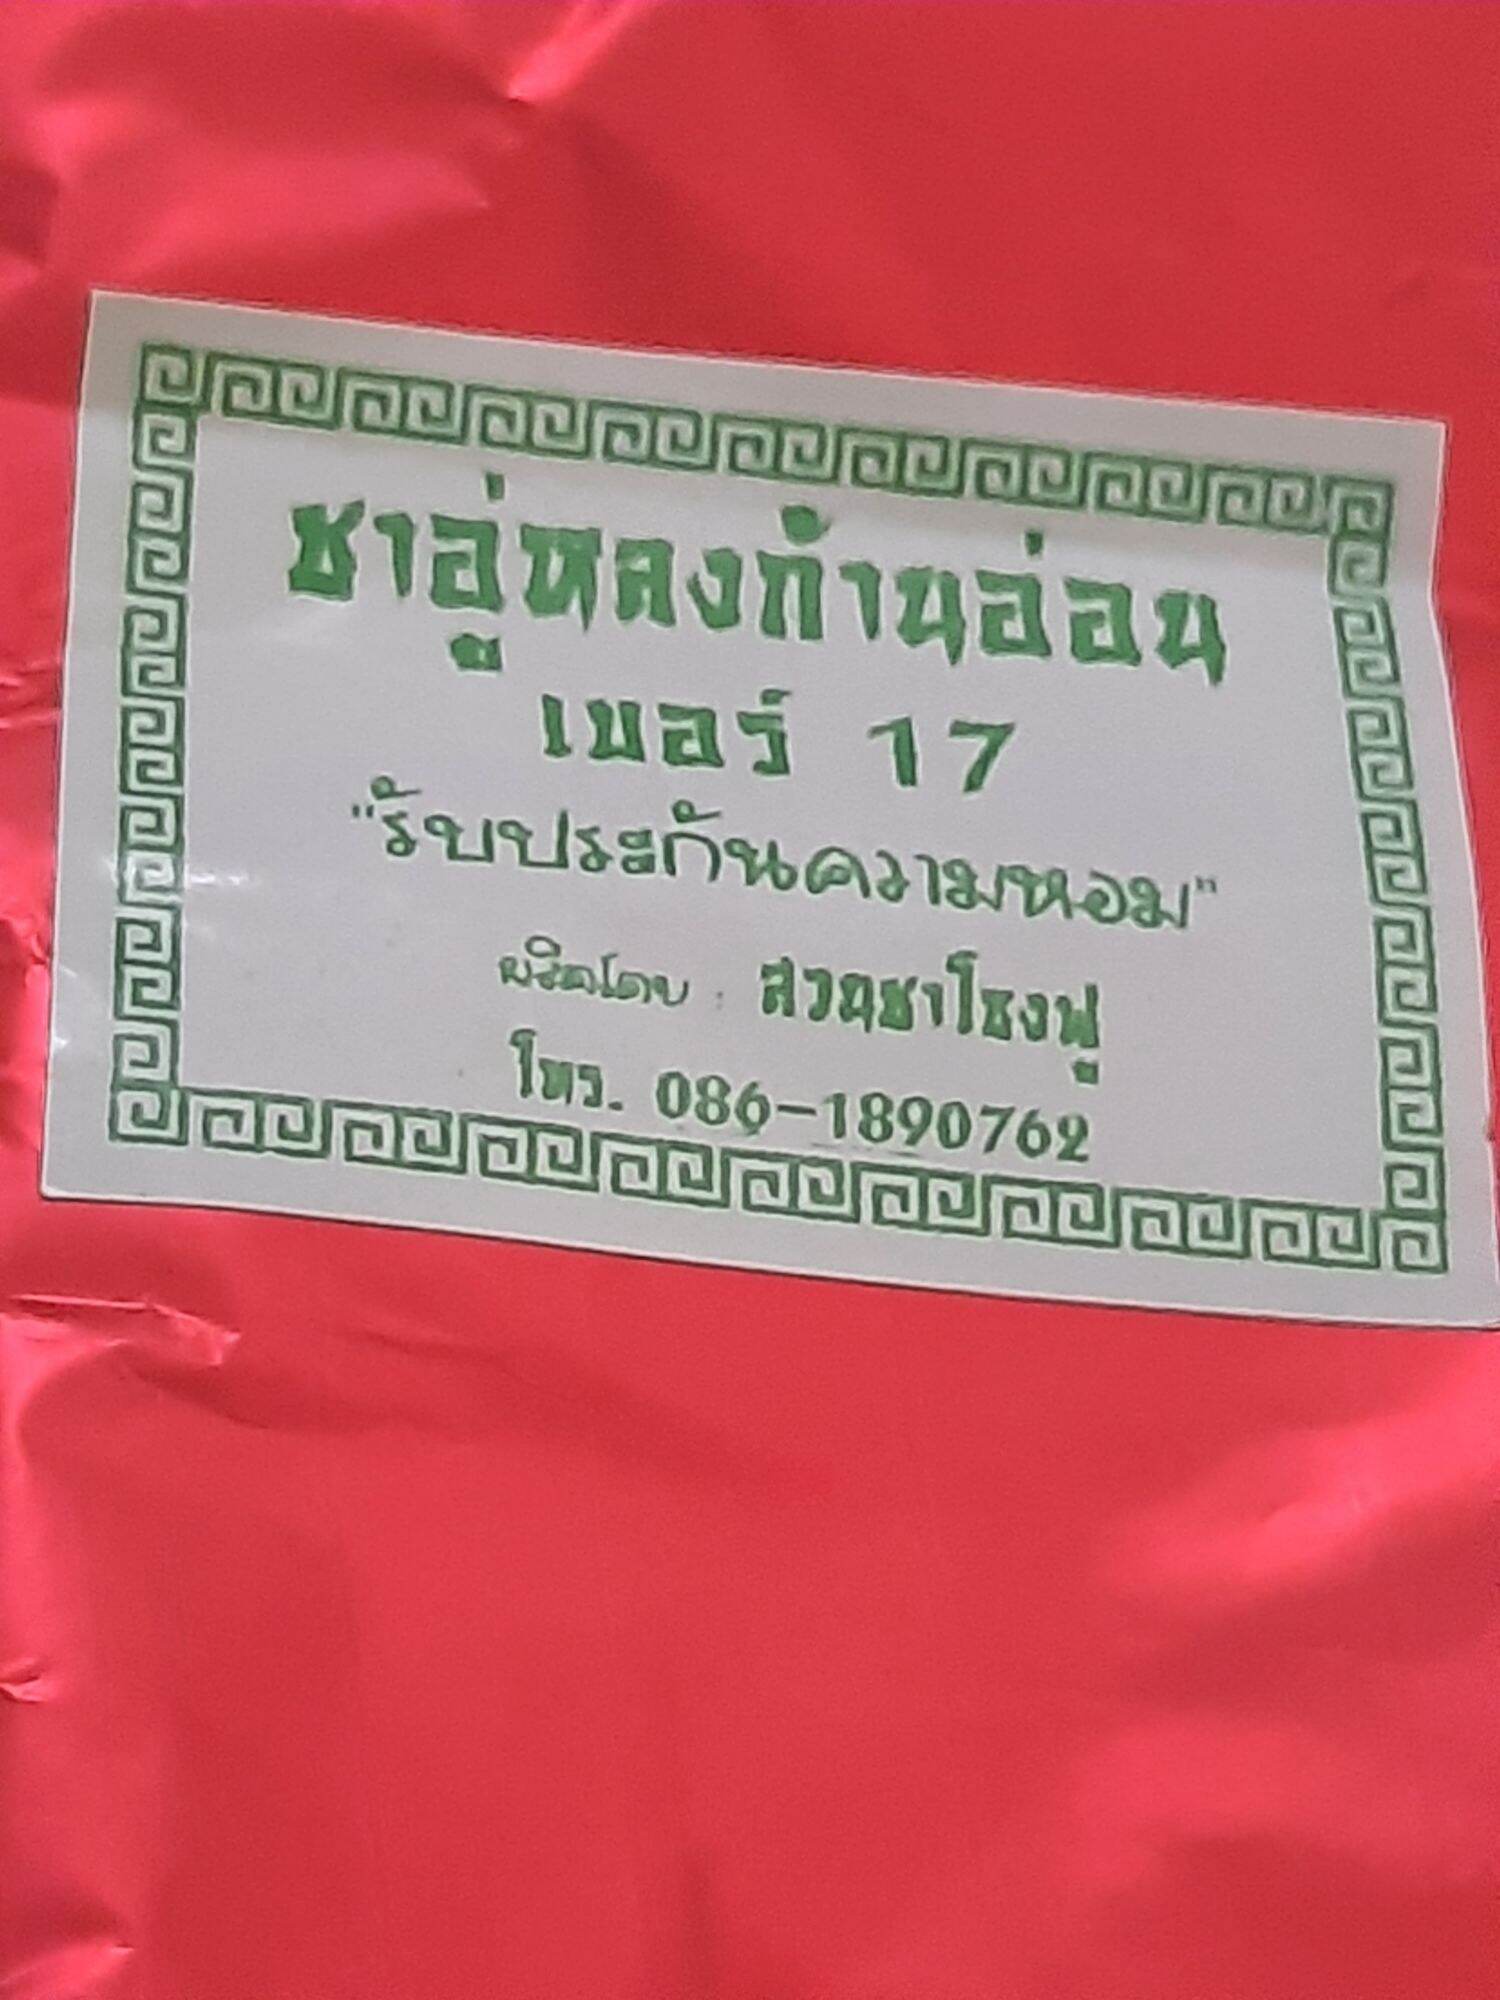 ชาอู่หลงก้านอ่อน
เบอร์ 17
"รับประกันความหอม"
ผลิตโดย : สวนชาโชงฟู
โทร. 086-1890762